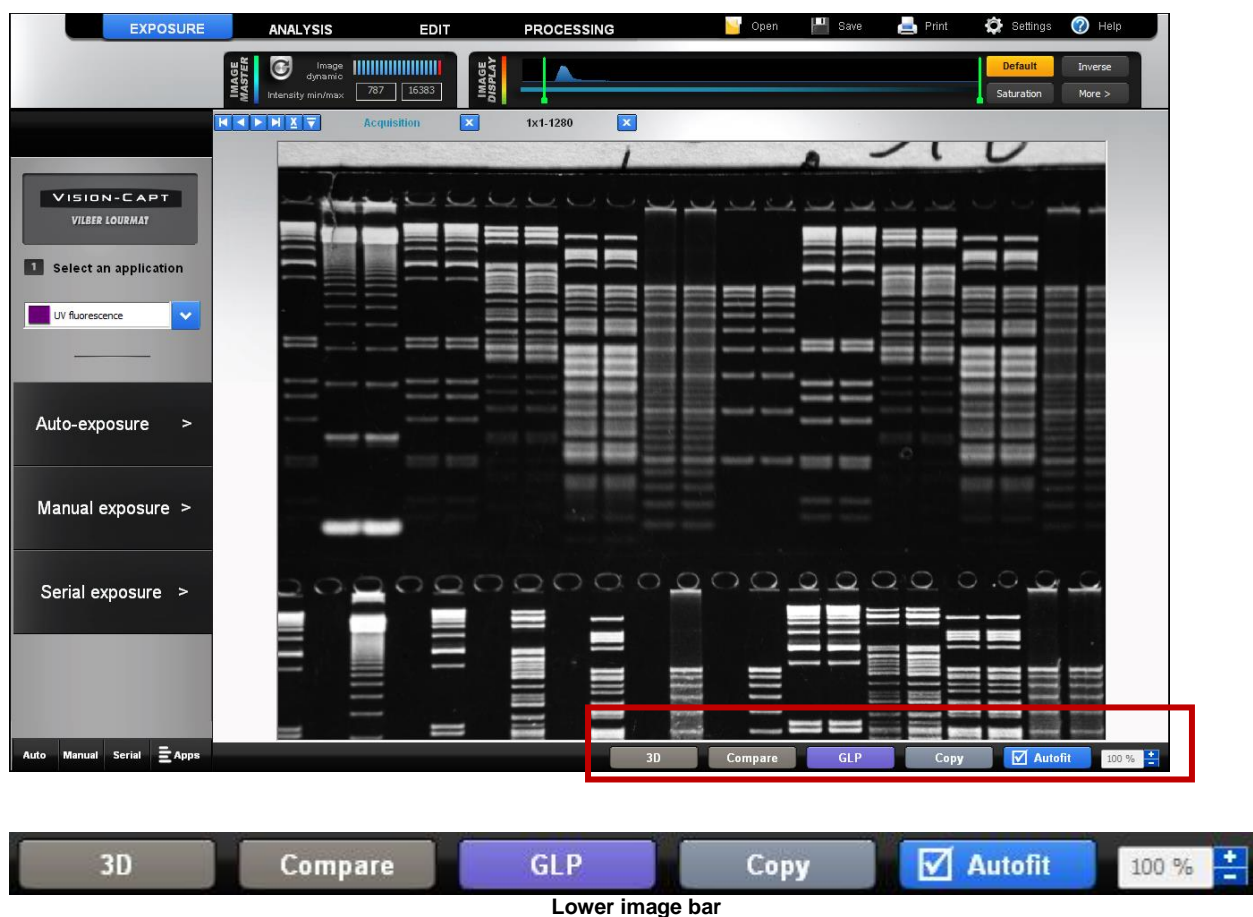 EXPOSURE ANALYSIS EDIT PROCESSING Open Save Print Settings Help
IMAGE MASTER
Image dynamic
Intensity min/max 787 16383
IMAGE DISPLAY
Default Inverse
Saturation More >
Acquisition 1x1-1280
VISION-CAPT
VILBER LOURMAT
1 Select an application
UV fluorescence
Auto-exposure >
Manual exposure >
Serial exposure >
Auto Manual Serial Apps
3D Compare GLP Copy Autofit 100 % + -
3D Compare GLP Copy Autofit 100 % + -
Lower image bar